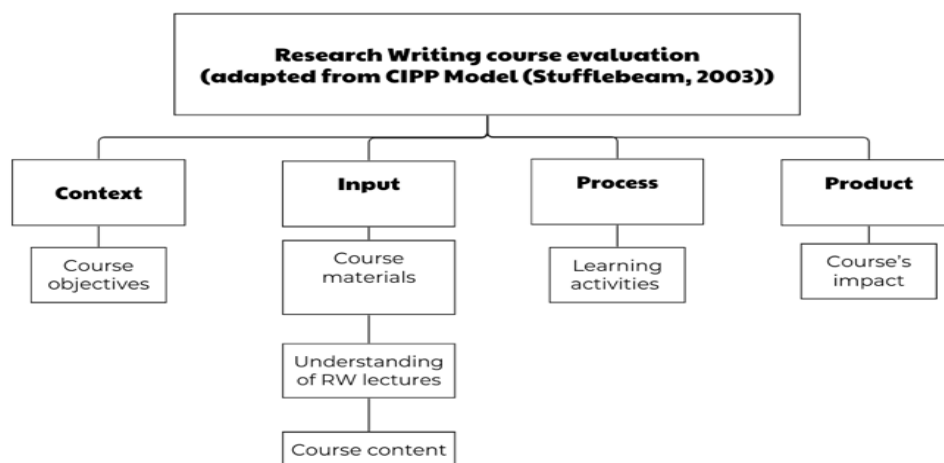 Research Writing course evaluation
(adapted from CIPP Model (Stufflebeam, 2003))
Context
Input
Process
Product
Course
objectives
Course
materials
Learning
activities
Course's
impact
Understanding
of RW lectures
Course content